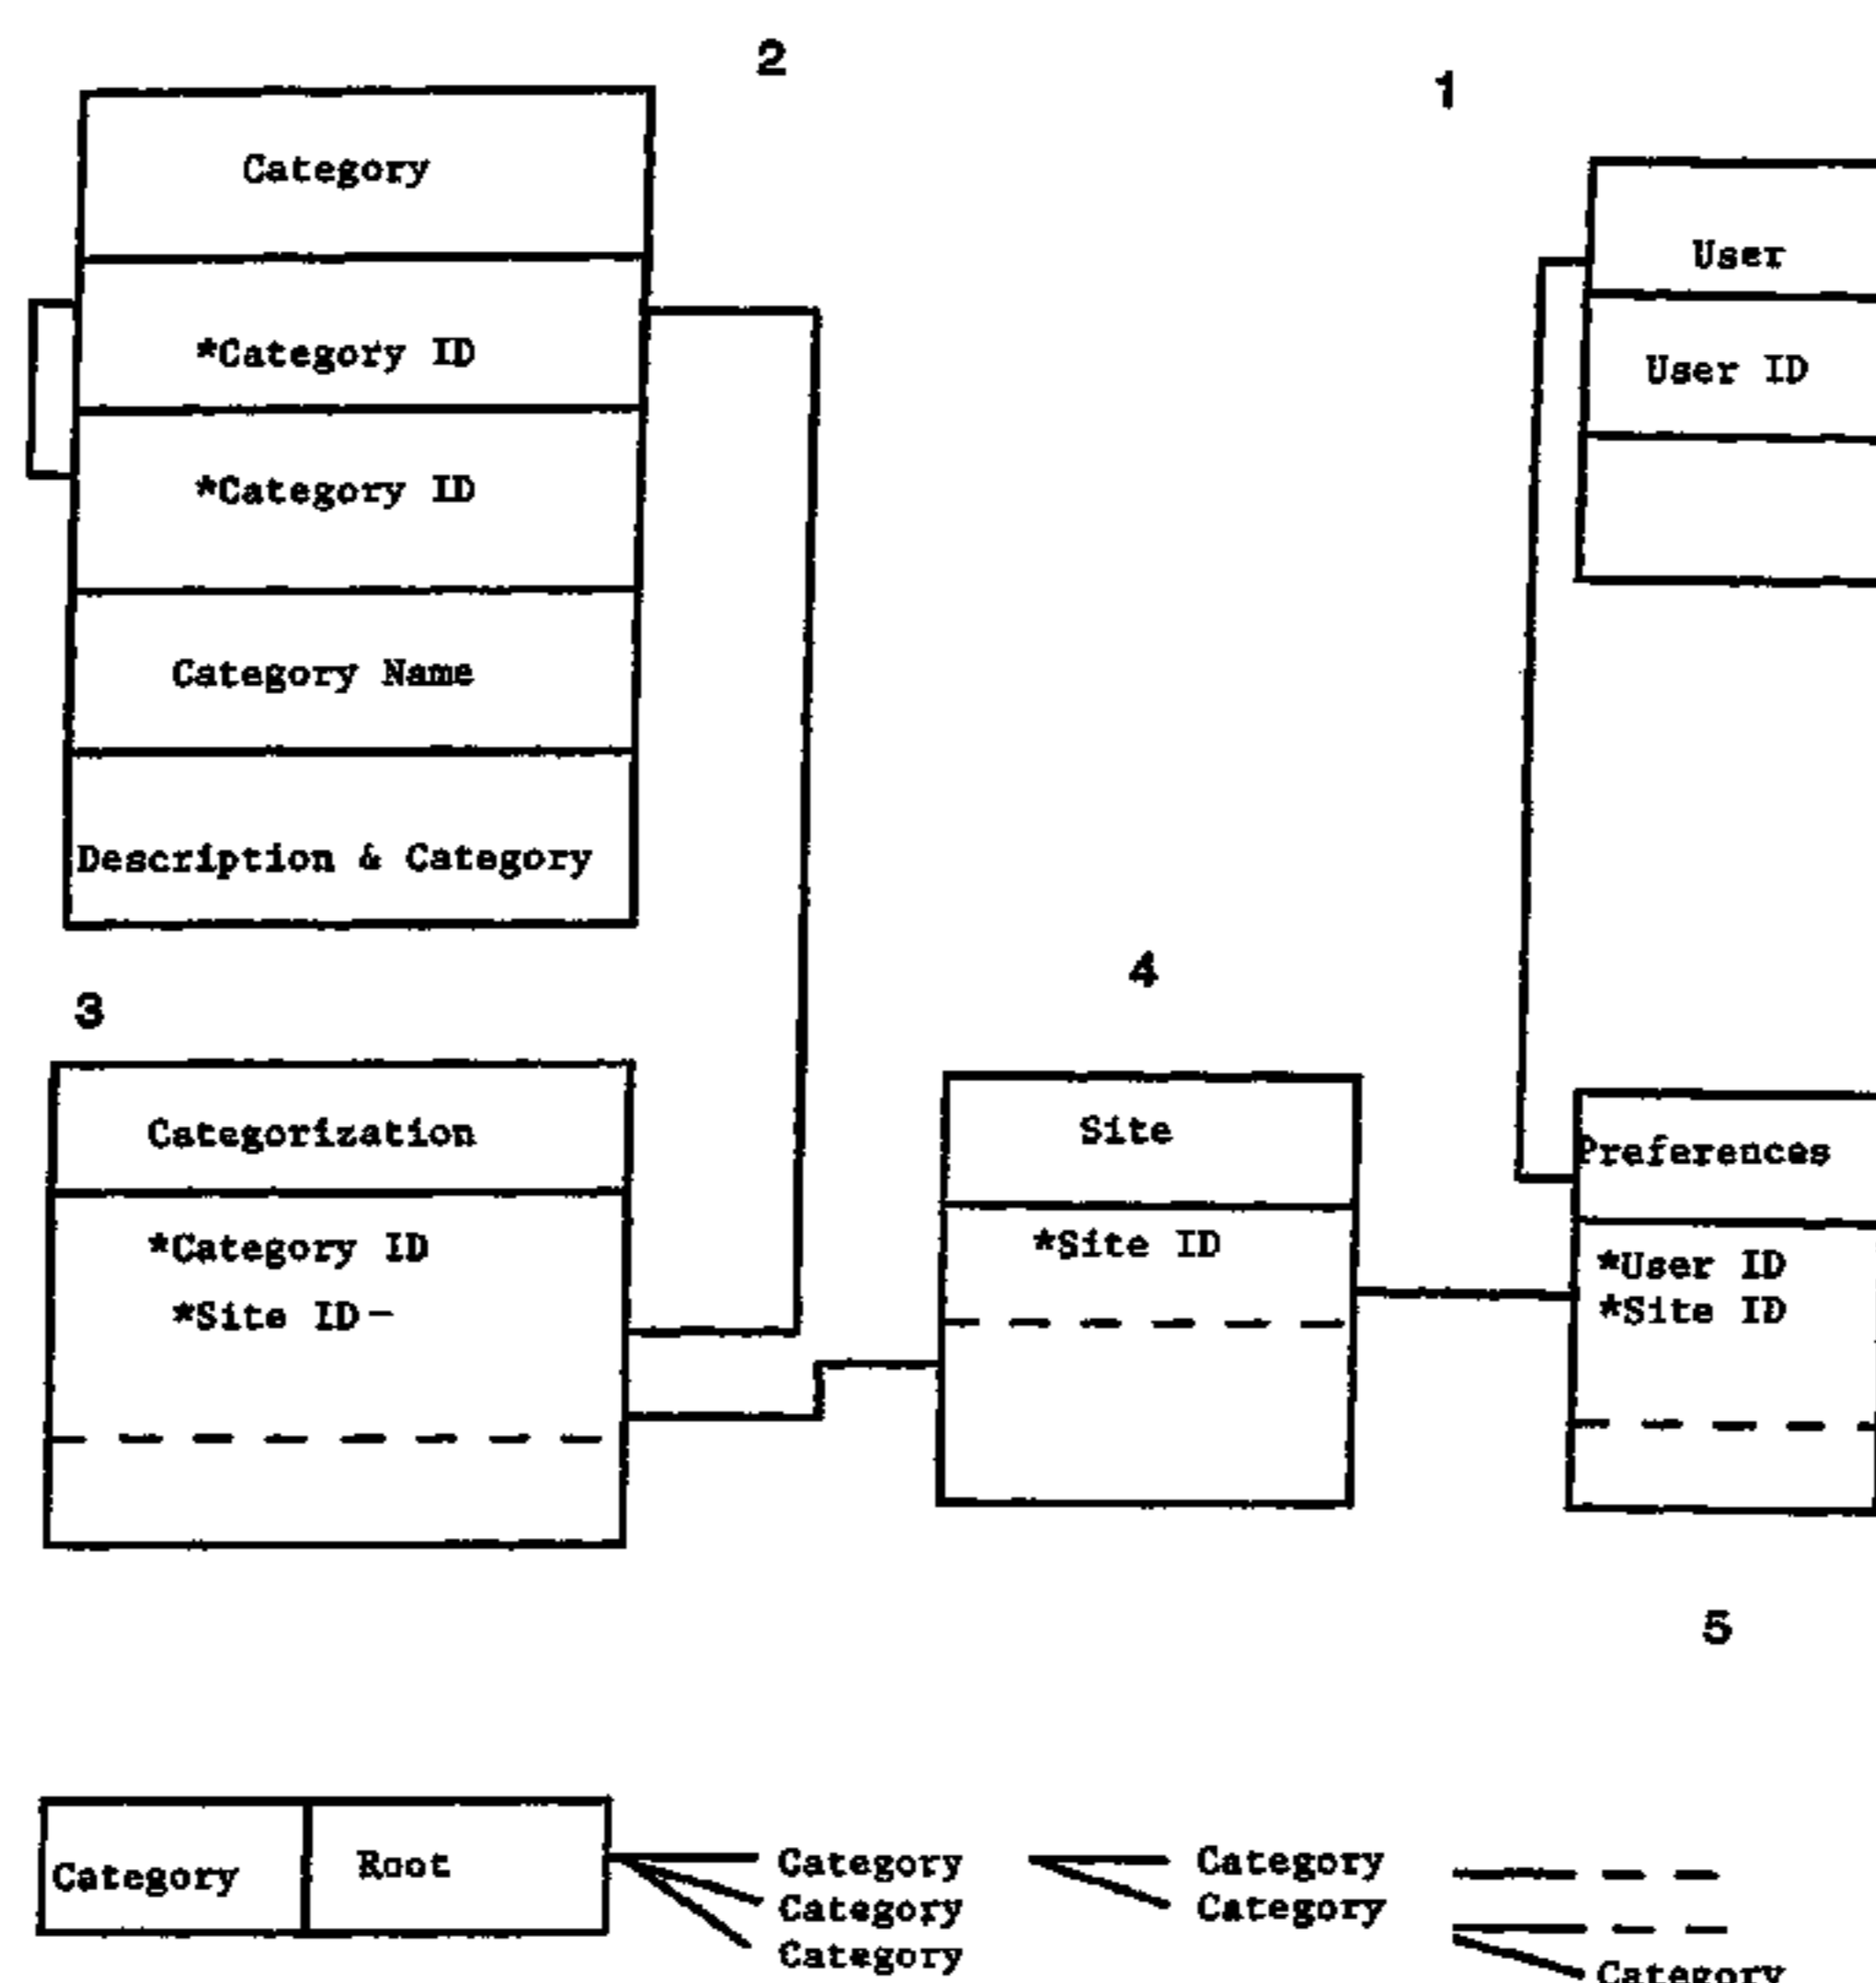 2
1
Category
*Category ID
*Category ID
Category Name
Description & Category
User
User ID
3
Categorization
*Category ID
*Site ID-
4
Site
*Site ID
Preferences
*User ID
*Site ID
5
Category
Root
Category
Category
Category
Category
Category
Category